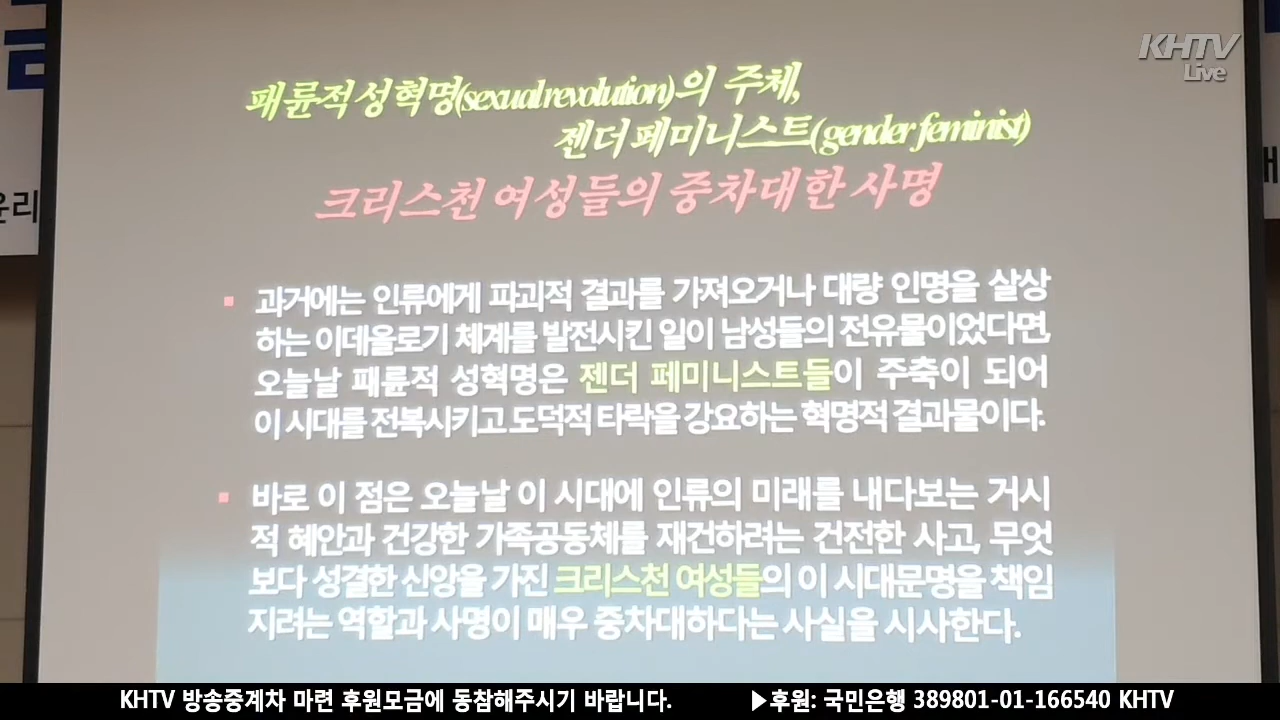 KHTV
Live
패륜적 성혁명(sexual revolution)의 주체,
젠더 페미니스트(gender feminist)
크리스천 여성들의 중차대한 사명
윤리
과거에는 인류에게 파괴적 결과를 가져오거나 대량 인명을 살상
하는 이데올로기 체계를 발전시킨 일이 남성들의 전유물이었다면,
오늘날 패륜적 성혁명은 젠더 페미니스트들이 주축이 되어
이 시대를 전복시키고 도덕적 타락을 강요하는 혁명적 결과물이다.
바로 이 점은 오늘날 이 시대에 인류의 미래를 내다보는 거시
적 혜안과 건강한 가족공동체를 재건하려는 건전한 사고, 무엇
보다 성결한 신앙을 가진 크리스천 여성들의 이 시대문명을 책임
지려는 역할과 사명이 매우 중차대하다는 사실을 시사한다.
KHTV 방송중계차 마련 후원모금에 동참해주시기 바랍니다. ▶후원: 국민은행 389801-01-166540 KHTV